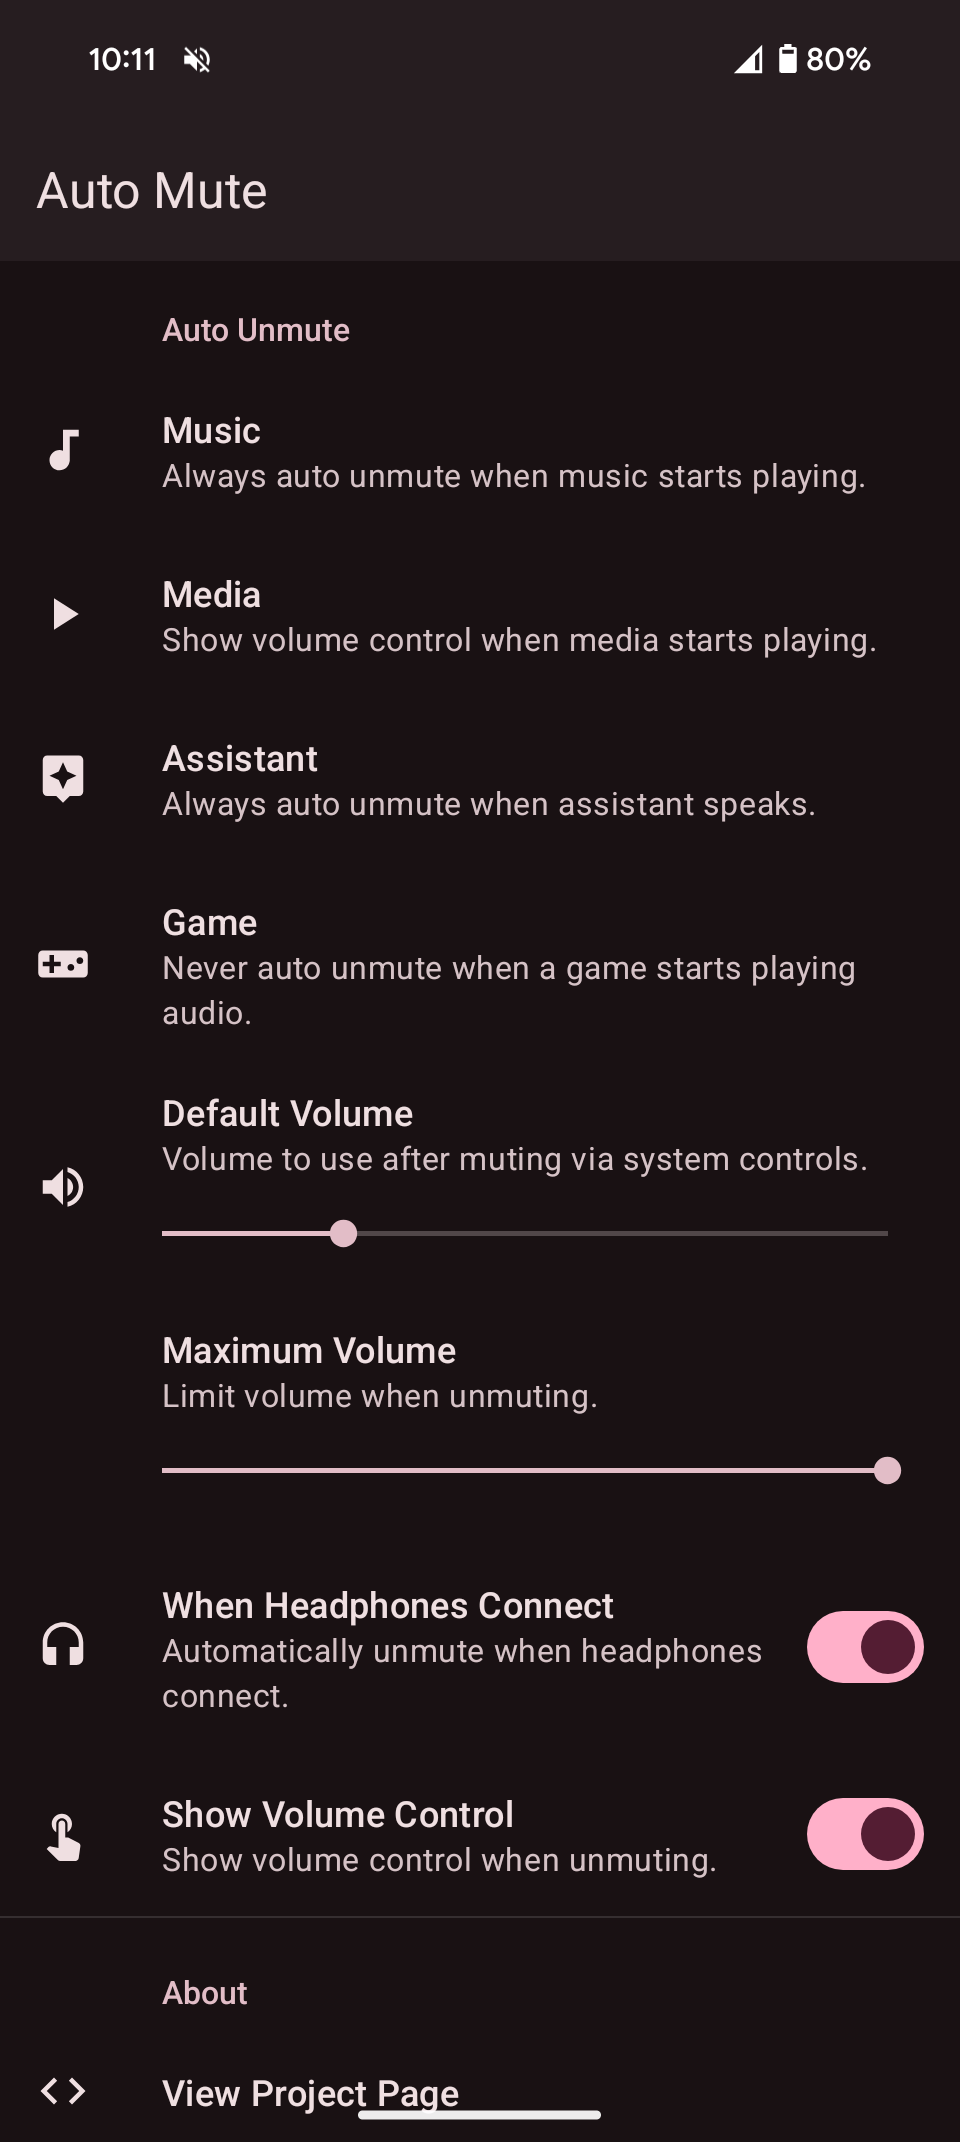 10:11 80%
Auto Mute
Auto Unmute
Music
Always auto unmute when music starts playing.
Media
Show volume control when media starts playing.
Assistant
Always auto unmute when assistant speaks.
Game
Never auto unmute when a game starts playing
audio.
Default Volume
Volume to use after muting via system controls.
Maximum Volume
Limit volume when unmuting.
When Headphones Connect
Automatically unmute when headphones
connect.
Show Volume Control
Show volume control when unmuting.
About
View Project Page